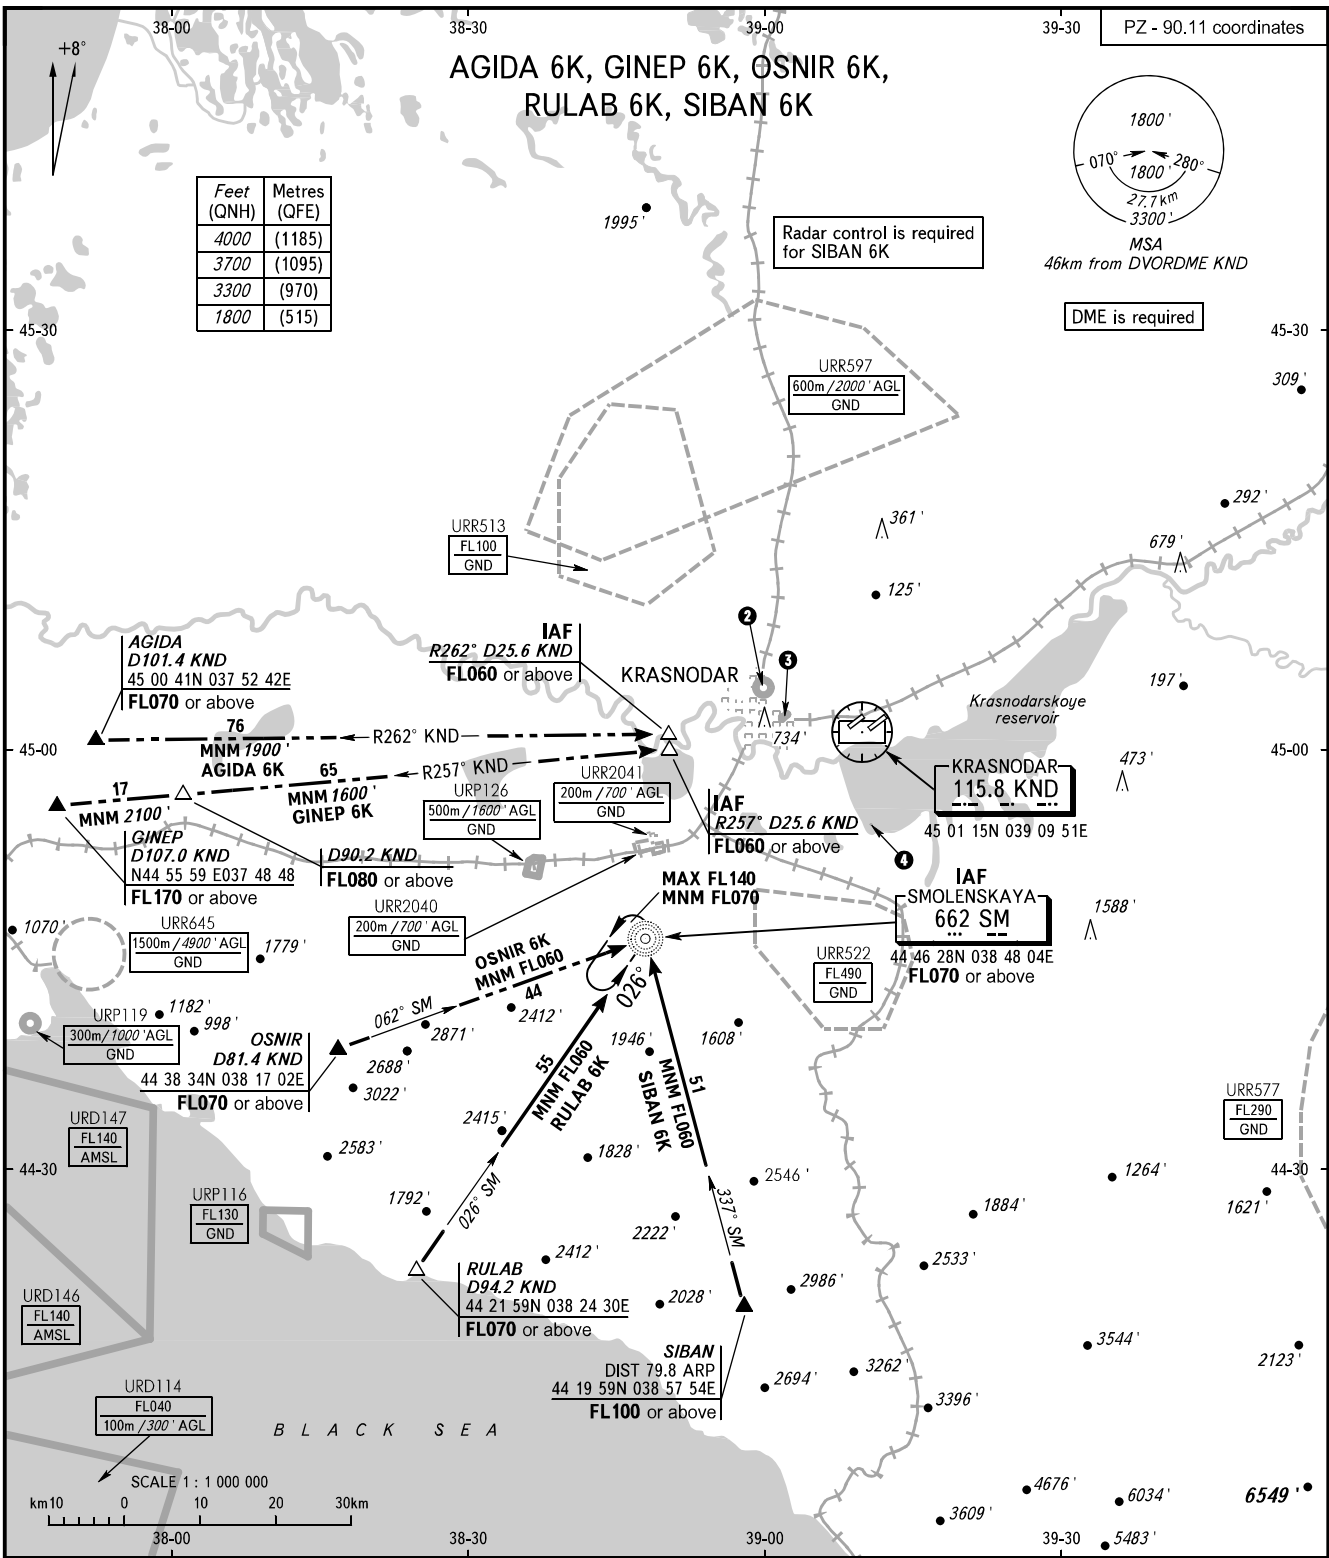 38-00
38-30
39-00
39-30
PZ - 90.11 coordinates
+8°
AGIDA 6K, GINEP 6K, OSNIR 6K,
RULAB 6K, SIBAN 6K
1800'
070°
280°
1800'
27.7 km
3300'
MSA
46km from DVORDME KND
Feet Metres
(QNH) (QFE)
4000 (1185)
3700 (1095)
3300 (970)
1800 (515)
1995'
Radar control is required
for SIBAN 6K
DME is required
45-30
45-30
URR597
600m/2000' AGL
GND
309'
URR513
FL100
GND
361'
292'
679'
125'
2
3
AGIDA
D101.4 KND
45 00 41N 037 52 42E
FL070 or above
IAF
R262° D25.6 KND
FL060 or above
KRASNODAR
197'
Krasnodarskoye
reservoir
76
R262° KND
MNM 1900'
AGIDA 6K
734'
45-00
45-00
65
R257° KND
MNM 1600'
GINEP 6K
17
MNM 2100'
URR2041
200m/700' AGL
GND
URP126
500m/1600' AGL
GND
KRASNODAR
115.8 KND
45 01 15N 039 09 51E
473'
IAF
R257° D25.6 KND
FL060 or above
4
GINEP
D107.0 KND
N44 55 59 E037 48 48
FL170 or above
D90.2 KND
FL080 or above
MAX FL140
MNM FL070
IAF
SMOLENSKAYA
662 SM
44 46 28N 038 48 04E
FL070 or above
1588'
URR2040
200m/700' AGL
GND
1070'
URR645
1500m/4900' AGL
GND
1779'
OSNIR 6K
MNM FL060
44
062° SM
026°
URR522
FL490
GND
URP119
300m/1000' AGL
GND
1182'
998'
2412'
2871'
2688'
3022'
OSNIR
D81.4 KND
44 38 34N 038 17 02E
FL070 or above
1946'
1608'
55
MNM FL060
RULAB 6K
51
MNM FL060
SIBAN 6K
URR577
FL290
GND
URD147
FL140
AMSL
2415'
2583'
1828'
44-30
44-30
2546'
1264'
1621'
URP116
FL130
GND
1792'
026° SM
337° SM
2222'
1884'
2412'
2533'
RULAB
D94.2 KND
44 21 59N 038 24 30E
FL070 or above
2986'
2028'
URD146
FL140
AMSL
SIBAN
DIST 79.8 ARP
44 19 59N 038 57 54E
FL100 or above
3544'
2123'
3262'
2694'
3396'
URD114
FL040
100m/300' AGL
BLACK SEA
SCALE 1 : 1 000 000
km10 0 10 20 30km
4676'
6034'
6549'
3609'
5483'
38-00
38-30
39-00
39-30